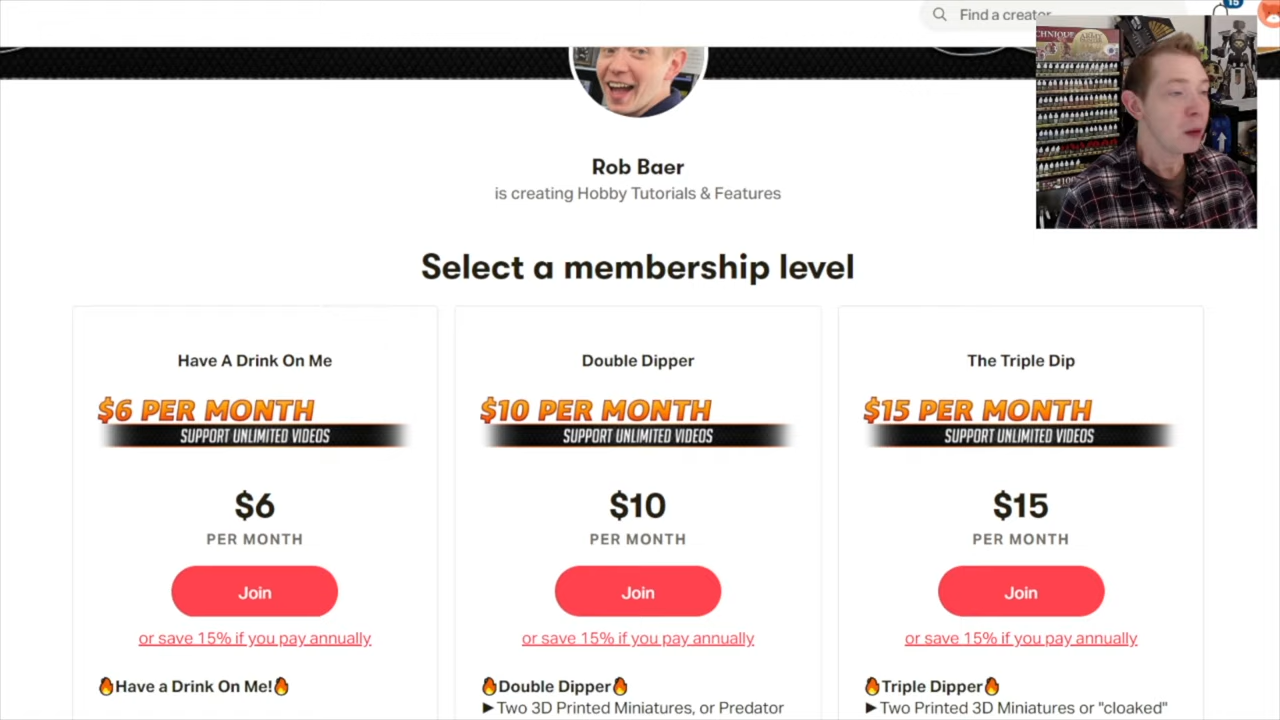 Find a creator
15
Rob Baer
is creating Hobby Tutorials & Features
Select a membership level
Have A Drink On Me
$6 PER MONTH
SUPPORT UNLIMITED VIDEOS
$6
PER MONTH
Join
or save 15% if you pay annually
🔥Have a Drink On Me!🔥
Double Dipper
$10 PER MONTH
SUPPORT UNLIMITED VIDEOS
$10
PER MONTH
Join
or save 15% if you pay annually
🔥Double Dipper🔥
►Two 3D Printed Miniatures, or Predator
The Triple Dip
$15 PER MONTH
SUPPORT UNLIMITED VIDEOS
$15
PER MONTH
Join
or save 15% if you pay annually
🔥Triple Dipper🔥
►Two Printed 3D Miniatures or "cloaked"